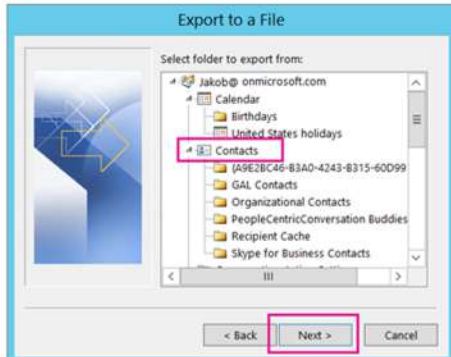 Export to a File
Select folder to export from:
Jakob@ onmicrosoft.com
Calendar
Birthdays
United States holidays
Contacts
{A9E2BC46-B3A0-4243-B315-60D99
GAL Contacts
Organizational Contacts
PeopleCentricConversation Buddies
Recipient Cache
Skype for Business Contacts
< Back Next > Cancel